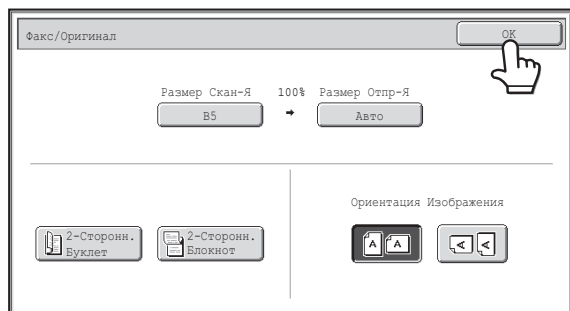 Факс/Оригинал
OK
Размер Скан-Я 100% Размер Отпр-Я
B5
Авто
Ориентация Изображения
2-Сторонн.
Буклет
2-Сторонн.
Блокнот
A A
A A